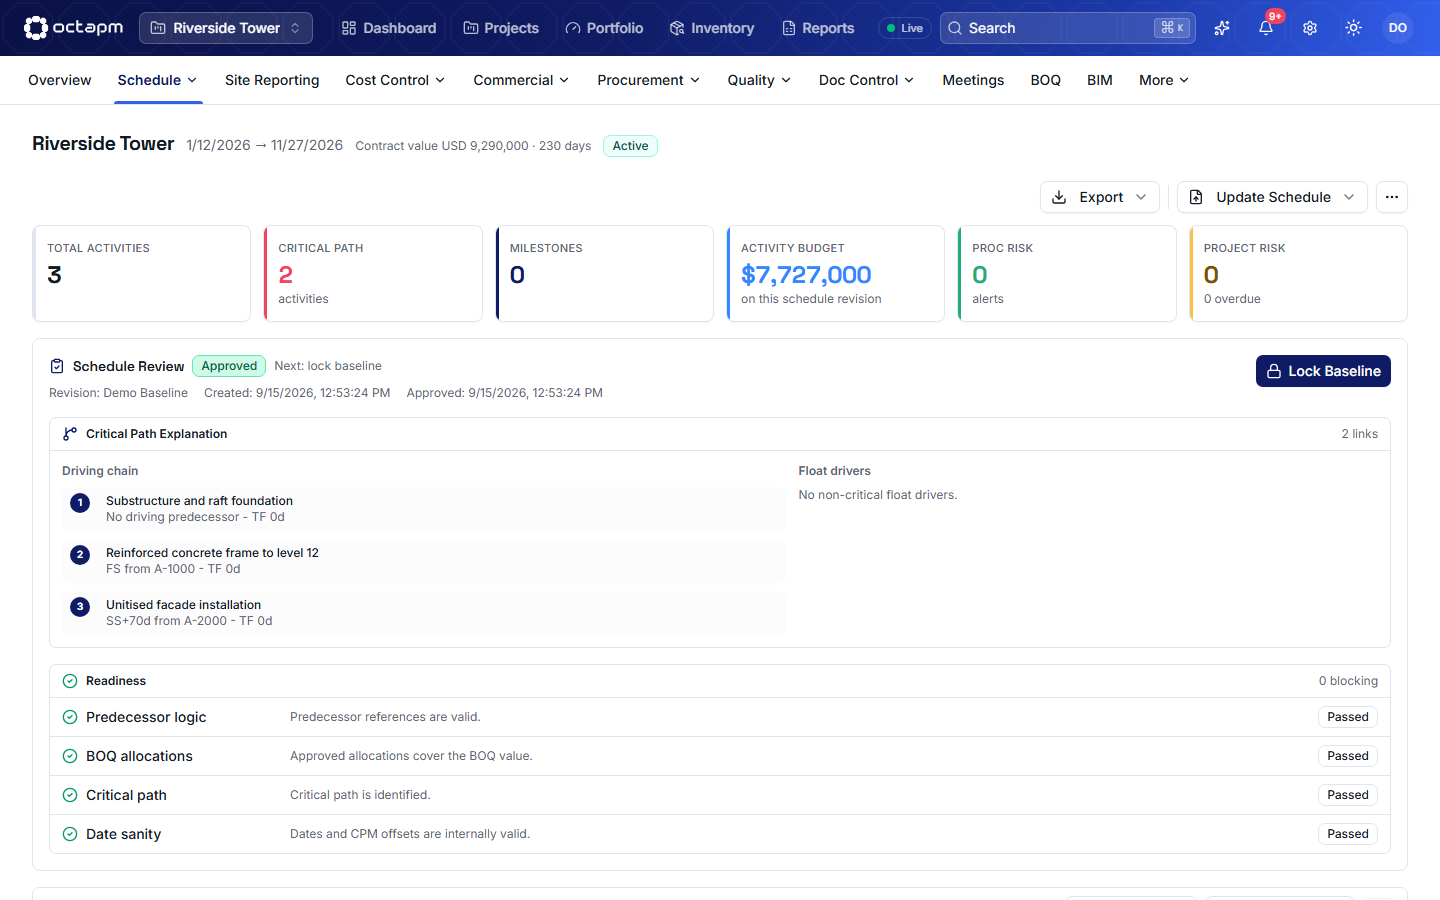 octapm Riverside Tower Dashboard Projects Portfolio Inventory Reports Live Search ⌘ K 9+ DO
Overview Schedule Site Reporting Cost Control Commercial Procurement Quality Doc Control Meetings BOQ BIM More
Riverside Tower 1/12/2026 → 11/27/2026 Contract value USD 9,290,000 · 230 days Active
Export Update Schedule
TOTAL ACTIVITIES
3
CRITICAL PATH
2
activities
MILESTONES
0
ACTIVITY BUDGET
$7,727,000
on this schedule revision
PROC RISK
0
alerts
PROJECT RISK
0
0 overdue
Schedule Review Approved Next: lock baseline
Lock Baseline
Revision: Demo Baseline Created: 9/15/2026, 12:53:24 PM Approved: 9/15/2026, 12:53:24 PM
Critical Path Explanation 2 links
Driving chain
1 Substructure and raft foundation
No driving predecessor - TF 0d
2 Reinforced concrete frame to level 12
FS from A-1000 - TF 0d
3 Unitised facade installation
SS+70d from A-2000 - TF 0d
Float drivers
No non-critical float drivers.
Readiness 0 blocking
Predecessor logic Predecessor references are valid. Passed
BOQ allocations Approved allocations cover the BOQ value. Passed
Critical path Critical path is identified. Passed
Date sanity Dates and CPM offsets are internally valid. Passed